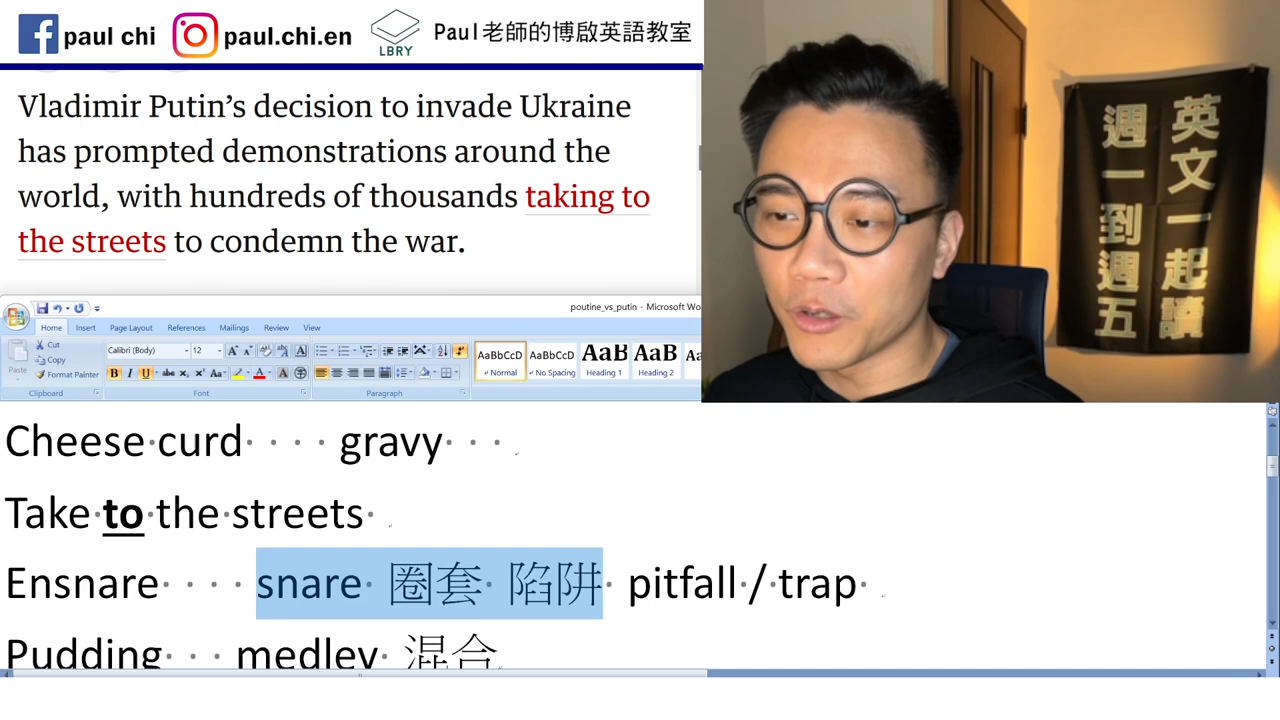 paul chi
paul.chi.en
LBRY
Paul老師的博啟英語教室
Vladimir Putin’s decision to invade Ukraine
has prompted demonstrations around the
world, with hundreds of thousands taking to
the streets to condemn the war.
英文一起讀
週一到週五
poutine_vs_putin - Microsoft Wo
Home Insert Page Layout References Mailings Review View
Paste
Cut
Copy
Format Painter
Calibri (Body) 12
AaBbCcD AaBbCcD AaBb AaB Aa
Normal No Spacing Heading 1 Heading 2
Clipboard Font Paragraph
Cheese curd gravy
Take to the streets
Ensnare snare 圈套 陷阱 pitfall / trap
Pudding medley 混合